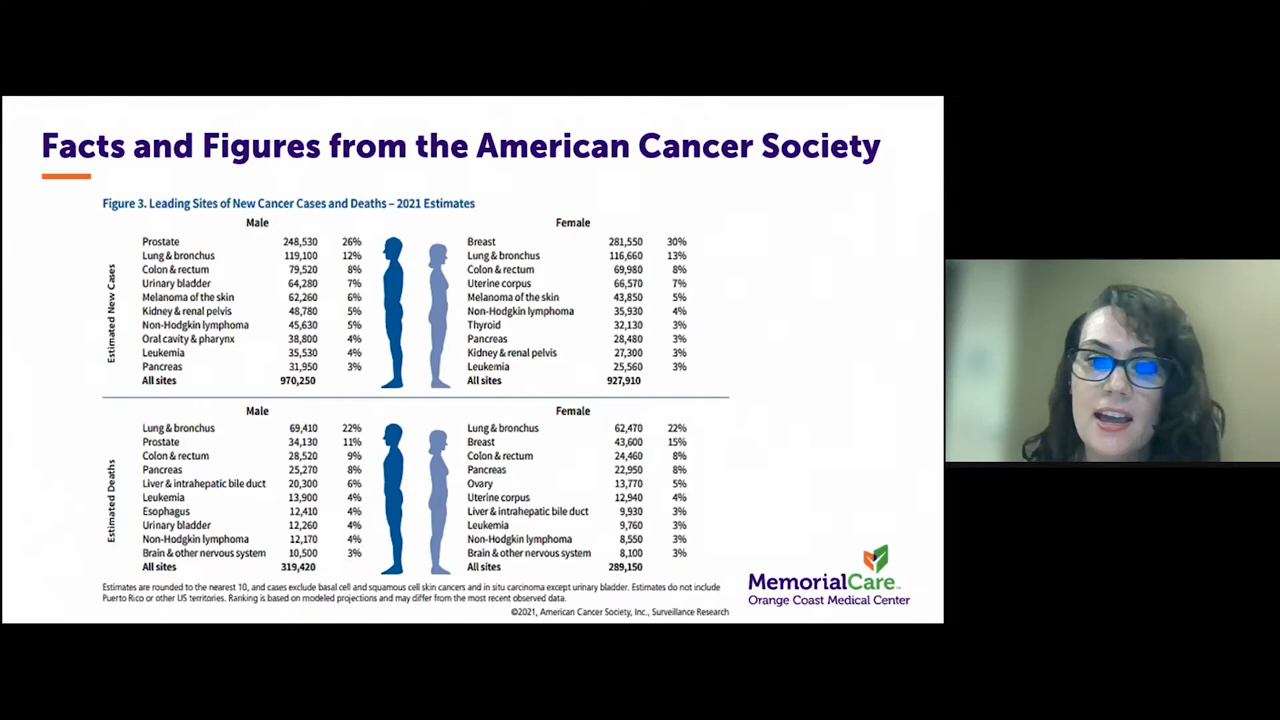 Facts and Figures from the American Cancer Society
Figure 3. Leading Sites of New Cancer Cases and Deaths – 2021 Estimates
Male Female
Estimated New Cases
Prostate 248,530 26% Breast 281,550 30%
Lung & bronchus 119,100 12% Lung & bronchus 116,660 13%
Colon & rectum 79,520 8% Colon & rectum 69,980 8%
Urinary bladder 64,280 7% Uterine corpus 66,570 7%
Melanoma of the skin 62,260 6% Melanoma of the skin 43,850 5%
Kidney & renal pelvis 48,780 5% Non-Hodgkin lymphoma 35,930 4%
Non-Hodgkin lymphoma 45,630 5% Thyroid 32,130 3%
Oral cavity & pharynx 38,800 4% Pancreas 28,480 3%
Leukemia 35,530 4% Kidney & renal pelvis 27,300 3%
Pancreas 31,950 3% Leukemia 25,560 3%
All sites 970,250 All sites 927,910
Male Female
Estimated Deaths
Lung & bronchus 69,410 22% Lung & bronchus 62,470 22%
Prostate 34,130 11% Breast 43,600 15%
Colon & rectum 28,520 9% Colon & rectum 24,460 8%
Pancreas 25,270 8% Pancreas 22,950 8%
Liver & intrahepatic bile duct 20,300 6% Ovary 13,770 5%
Leukemia 13,900 4% Uterine corpus 12,940 4%
Esophagus 12,410 4% Liver & intrahepatic bile duct 9,930 3%
Urinary bladder 12,260 4% Leukemia 9,760 3%
Non-Hodgkin lymphoma 12,170 4% Non-Hodgkin lymphoma 8,550 3%
Brain & other nervous system 10,500 3% Brain & other nervous system 8,100 3%
All sites 319,420 All sites 289,150
Estimates are rounded to the nearest 10, and cases exclude basal cell and squamous cell skin cancers and in situ carcinoma except urinary bladder. Estimates do not include
Puerto Rico or other US territories. Ranking is based on modeled projections and may differ from the most recent observed data.
©2021, American Cancer Society, Inc., Surveillance Research
MemorialCare™
Orange Coast Medical Center